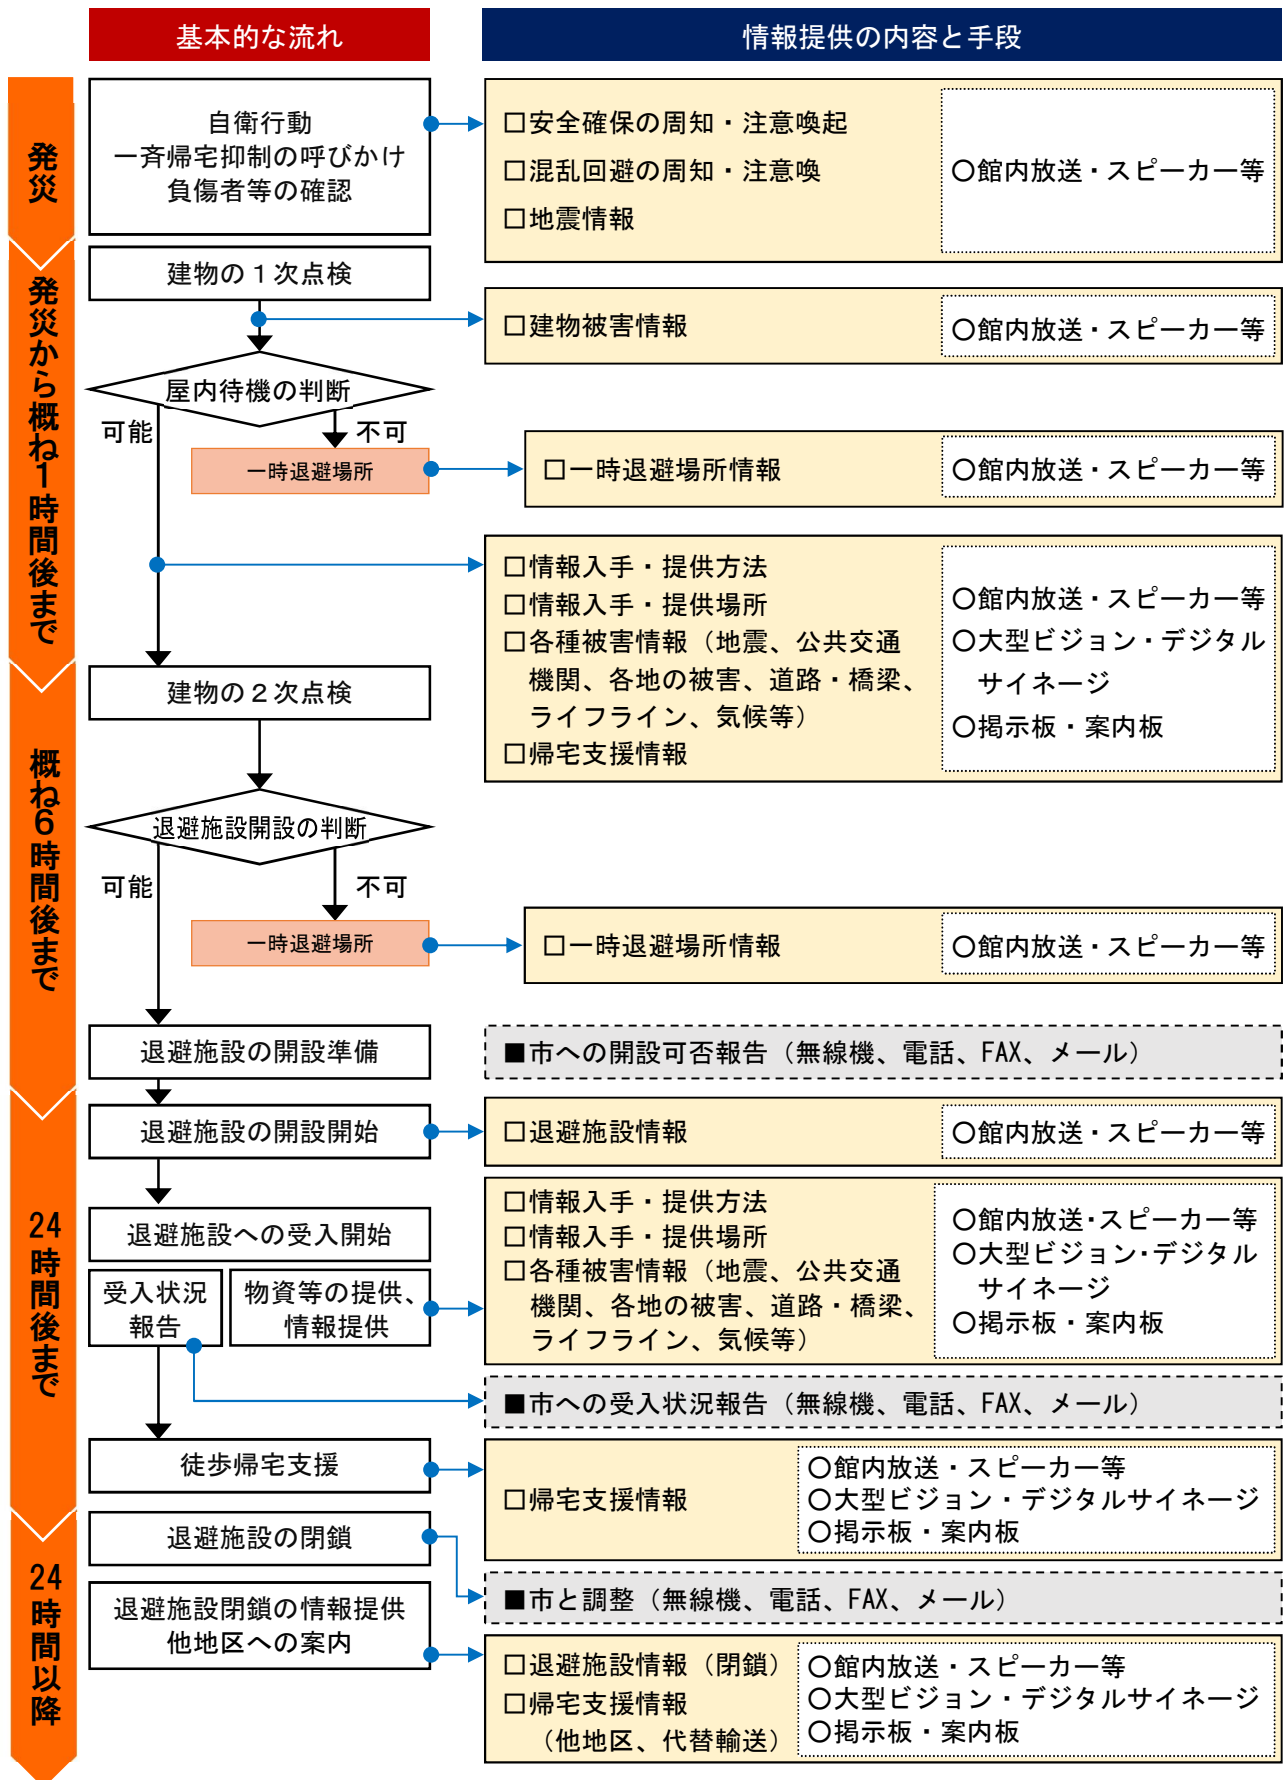 基本的な流れ
情報提供の内容と手段
発災
自衛行動
一斉帰宅抑制の呼びかけ
負傷者等の確認
□安全確保の周知・注意喚起
□混乱回避の周知・注意喚
□地震情報
○館内放送・スピーカー等
発災から概ね1時間後まで
建物の１次点検
□建物被害情報
○館内放送・スピーカー等
屋内待機の判断
可能
不可
一時退避場所
□一時退避場所情報
○館内放送・スピーカー等
□情報入手・提供方法
□情報入手・提供場所
□各種被害情報（地震、公共交通
機関、各地の被害、道路・橋梁、
ライフライン、気候等）
□帰宅支援情報
○館内放送・スピーカー等
○大型ビジョン・デジタル
サイネージ
○掲示板・案内板
概ね6時間後まで
建物の２次点検
退避施設開設の判断
可能
不可
一時退避場所
□一時退避場所情報
○館内放送・スピーカー等
退避施設の開設準備
■市への開設可否報告（無線機、電話、FAX、メール）
24時間後まで
退避施設の開設開始
□退避施設情報
○館内放送・スピーカー等
退避施設への受入開始
受入状況
報告
物資等の提供、
情報提供
□情報入手・提供方法
□情報入手・提供場所
□各種被害情報（地震、公共交通
機関、各地の被害、道路・橋梁、
ライフライン、気候等）
○館内放送・スピーカー等
○大型ビジョン・デジタル
サイネージ
○掲示板・案内板
■市への受入状況報告（無線機、電話、FAX、メール）
徒歩帰宅支援
□帰宅支援情報
○館内放送・スピーカー等
○大型ビジョン・デジタルサイネージ
○掲示板・案内板
24時間以降
退避施設の閉鎖
■市と調整（無線機、電話、FAX、メール）
退避施設閉鎖の情報提供
他地区への案内
□退避施設情報（閉鎖）
□帰宅支援情報
（他地区、代替輸送）
○館内放送・スピーカー等
○大型ビジョン・デジタルサイネージ
○掲示板・案内板